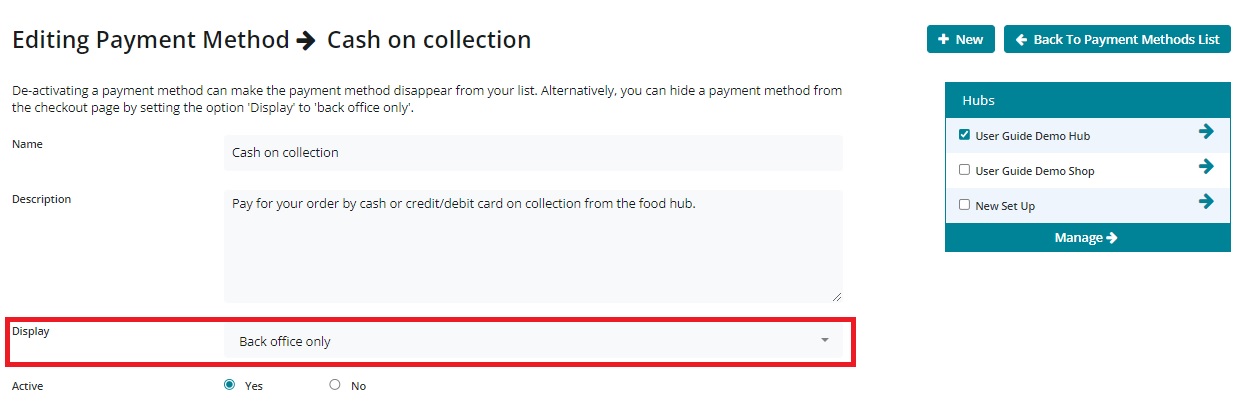 Editing Payment Method → Cash on collection
+ New
← Back To Payment Methods List
De-activating a payment method can make the payment method disappear from your list. Alternatively, you can hide a payment method from
the checkout page by setting the option 'Display' to 'back office only'.
Name
Cash on collection
Description
Pay for your order by cash or credit/debit card on collection from the food hub.
Display
Back office only
Active
Yes
No
Hubs
User Guide Demo Hub
User Guide Demo Shop
New Set Up
Manage →